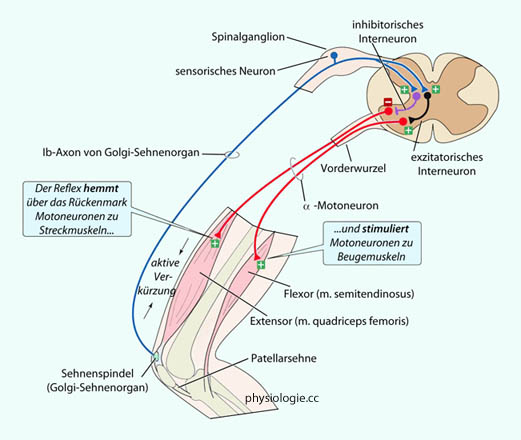 inhibitorisches
Interneuron
Spinalganglion
sensorisches Neuron
Ib-Axon von Golgi-Sehnenorgan
Vorderwurzel
exzitatorisches
Interneuron
α -Motoneuron
Der Reflex hemmt
über das Rückenmark
Motoneuronen zu
Streckmuskeln...
...und stimuliert
Motoneuronen zu
Beugemuskeln
aktive
Ver-
kürzung
Flexor (m. semitendinosus)
Extensor (m. quadriceps femoris)
Patellarsehne
Sehnenspindel
(Golgi-Sehnenorgan)
physiologie.cc